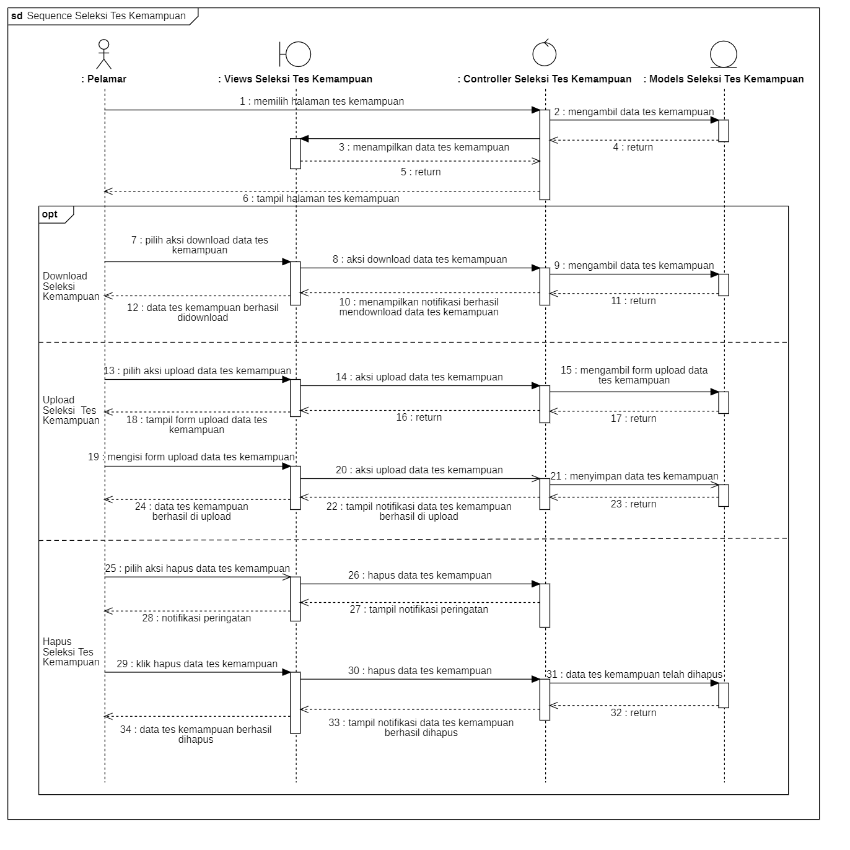 sd Sequence Seleksi Tes Kemampuan
: Pelamar
: Views Seleksi Tes Kemampuan
: Controller Seleksi Tes Kemampuan
: Models Seleksi Tes Kemampuan
1 : memilih halaman tes kemampuan
2 : mengambil data tes kemampuan
3 : menampilkan data tes kemampuan
4 : return
5 : return
6 : tampil halaman tes kemampuan
opt
Download
Seleksi
Kemampuan
7 : pilih aksi download data tes
kemampuan
8 : aksi download data tes kemampuan
9 : mengambil data tes kemampuan
10 : menampilkan notifikasi berhasil
mendownload data tes kemampuan
11 : return
12 : data tes kemampuan berhasil
didownload
Upload
Seleksi Tes
Kemampuan
13 : pilih aksi upload data tes kemampuan
14 : aksi upload data tes kemampuan
15 : mengambil form upload data
tes kemampuan
16 : return
17 : return
18 : tampil form upload data tes
kemampuan
19 : mengisi form upload data tes kemampuan
20 : aksi upload data tes kemampuan
21 : menyimpan data tes kemampuan
22 : tampil notifikasi data tes kemampuan
berhasil di upload
23 : return
24 : data tes kemampuan
berhasil di upload
Hapus
Seleksi Tes
Kemampuan
25 : pilih aksi hapus data tes kemampuan
26 : hapus data tes kemampuan
27 : tampil notifikasi peringatan
28 : notifikasi peringatan
29 : klik hapus data tes kemampuan
30 : hapus data tes kemampuan
31 : data tes kemampuan telah dihapus
32 : return
33 : tampil notifikasi data tes kemampuan
berhasil dihapus
34 : data tes kemampuan berhasil
dihapus